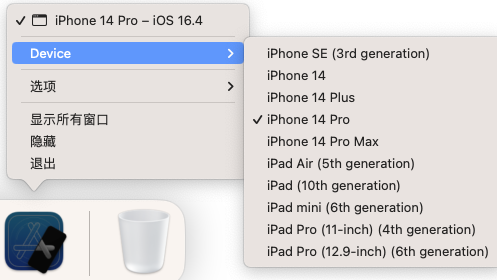 iPhone 14 Pro – iOS 16.4
Device
选项
显示所有窗口
隐藏
退出
iPhone SE (3rd generation)
iPhone 14
iPhone 14 Plus
iPhone 14 Pro
iPhone 14 Pro Max
iPad Air (5th generation)
iPad (10th generation)
iPad mini (6th generation)
iPad Pro (11-inch) (4th generation)
iPad Pro (12.9-inch) (6th generation)